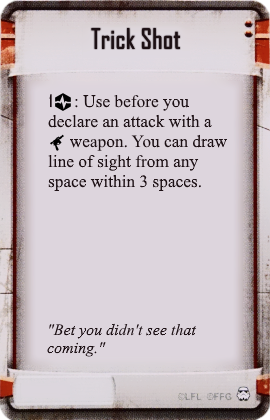 Trick Shot
1 : Use before you
declare an attack with a
weapon. You can draw
line of sight from any
space within 3 spaces.
"Bet you didn't see that
coming."
©LFL ©FFG